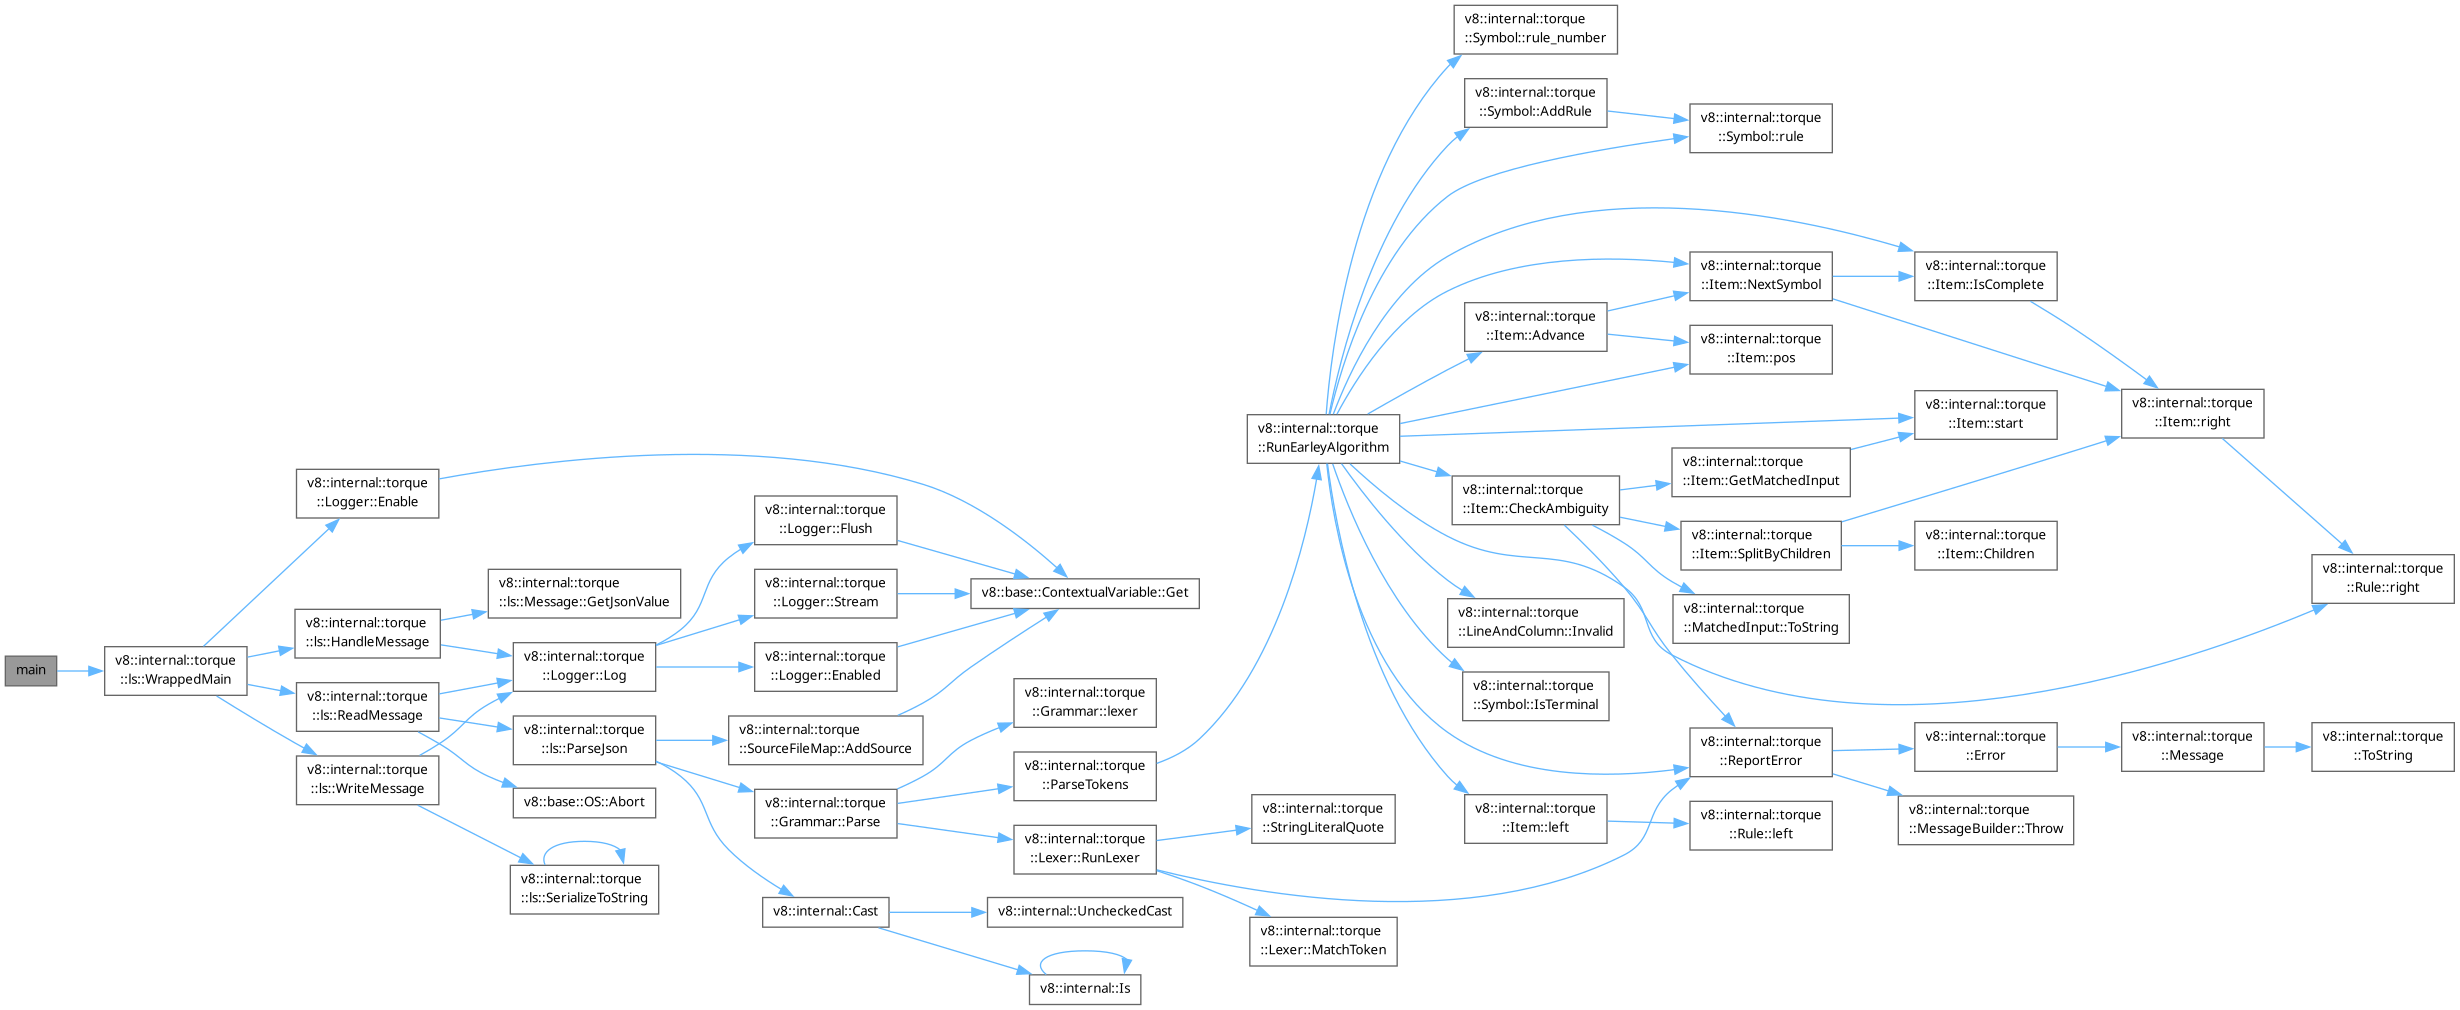 main
v8::internal::torque
::ls::WrappedMain
v8::internal::torque
::Logger::Enable
v8::internal::torque
::ls::HandleMessage
v8::internal::torque
::ls::ReadMessage
v8::internal::torque
::ls::WriteMessage
v8::internal::torque
::ls::Message::GetJsonValue
v8::internal::torque
::Logger::Log
v8::internal::torque
::ls::ParseJson
v8::base::OS::Abort
v8::internal::torque
::ls::SerializeToString
v8::internal::torque
::Logger::Flush
v8::internal::torque
::Logger::Stream
v8::internal::torque
::Logger::Enabled
v8::internal::torque
::SourceFileMap::AddSource
v8::internal::torque
::Grammar::Parse
v8::internal::Cast
v8::base::ContextualVariable::Get
v8::internal::torque
::Grammar::lexer
v8::internal::torque
::ParseTokens
v8::internal::torque
::Lexer::RunLexer
v8::internal::UncheckedCast
v8::internal::Is
v8::internal::torque
::RunEarleyAlgorithm
v8::internal::torque
::StringLiteralQuote
v8::internal::torque
::Lexer::MatchToken
v8::internal::torque
::Symbol::rule_number
v8::internal::torque
::Symbol::AddRule
v8::internal::torque
::Item::Advance
v8::internal::torque
::Item::CheckAmbiguity
v8::internal::torque
::LineAndColumn::Invalid
v8::internal::torque
::Symbol::IsTerminal
v8::internal::torque
::Item::left
v8::internal::torque
::Symbol::rule
v8::internal::torque
::Item::NextSymbol
v8::internal::torque
::Item::pos
v8::internal::torque
::Item::GetMatchedInput
v8::internal::torque
::Item::SplitByChildren
v8::internal::torque
::MatchedInput::ToString
v8::internal::torque
::ReportError
v8::internal::torque
::Rule::left
v8::internal::torque
::Item::IsComplete
v8::internal::torque
::Item::start
v8::internal::torque
::Item::Children
v8::internal::torque
::Error
v8::internal::torque
::MessageBuilder::Throw
v8::internal::torque
::Item::right
v8::internal::torque
::Message
v8::internal::torque
::Rule::right
v8::internal::torque
::ToString